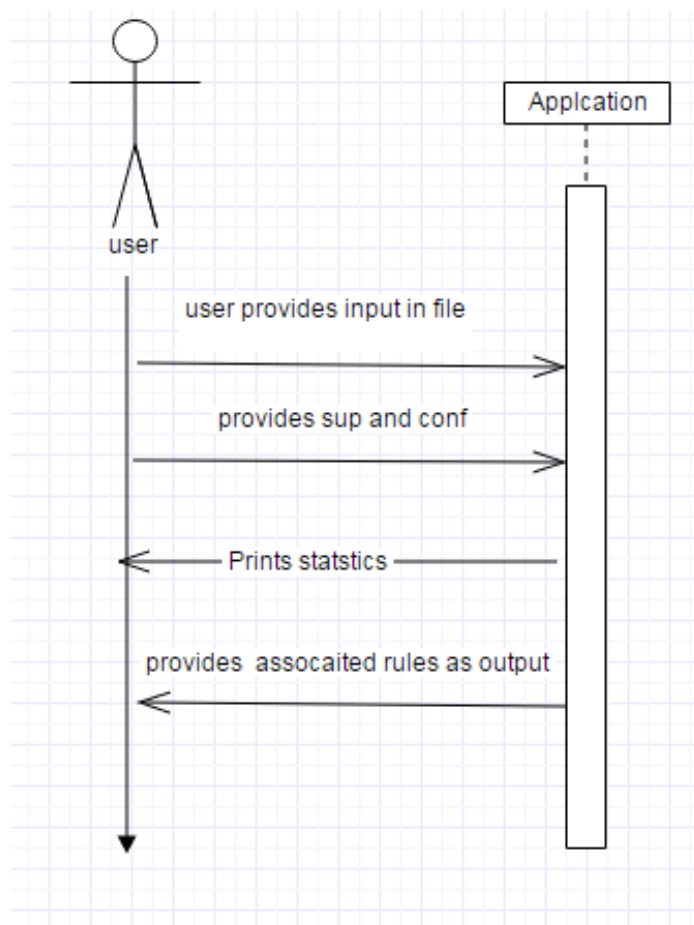 Applcation
user
user provides input in file
provides sup and conf
Prints statstics
provides  assocaited rules as output